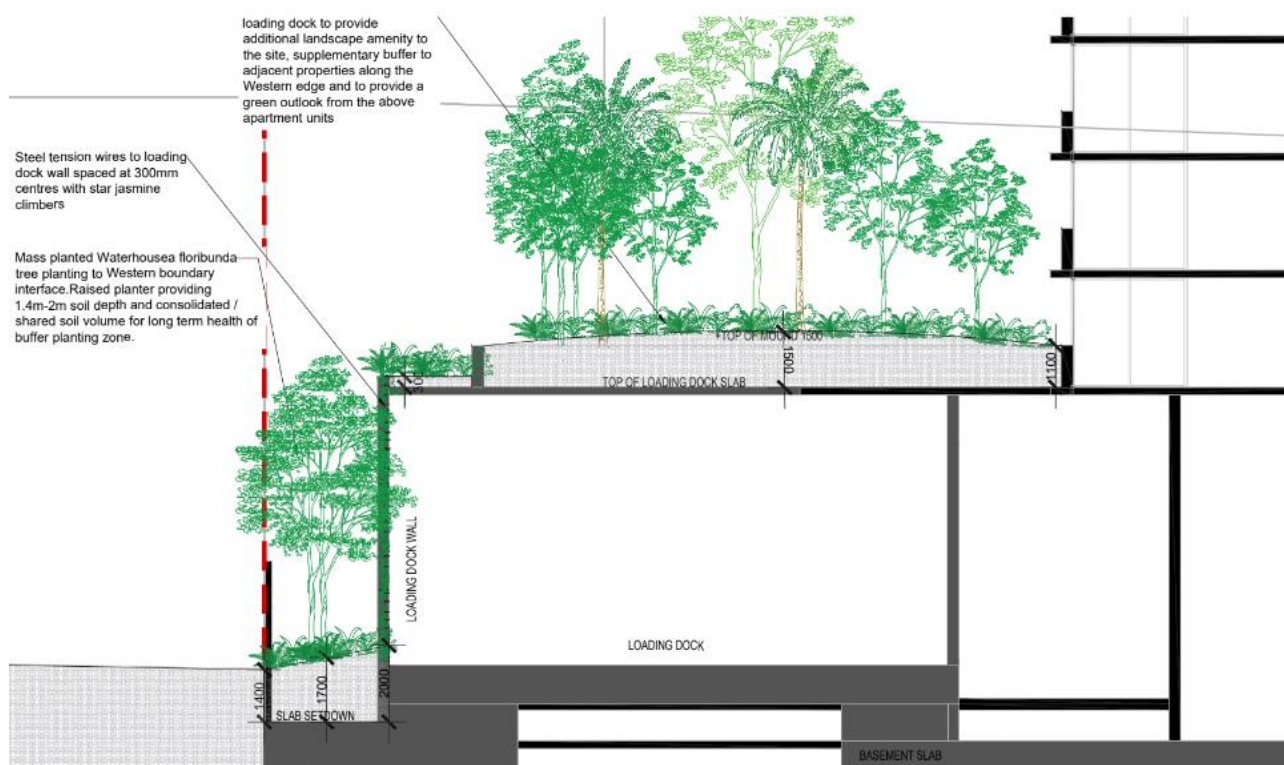 loading dock to provide
additional landscape amenity to
the site, supplementary buffer to
adjacent properties along the
Western edge and to provide a
green outlook from the above
apartment units
Steel tension wires to loading
dock wall spaced at 300mm
centres with star jasmine
climbers
Mass planted Waterhousea floribunda
tree planting to Western boundary
interface.Raised planter providing
1.4m-2m soil depth and consolidated /
shared soil volume for long term health of
buffer planting zone.
+TOP OF MOUND 1500
1500
1100
300
TOP OF LOADING DOCK SLAB
LOADING DOCK WALL
LOADING DOCK
1400
1700
2000
SLAB SETDOWN
BASEMENT SLAB